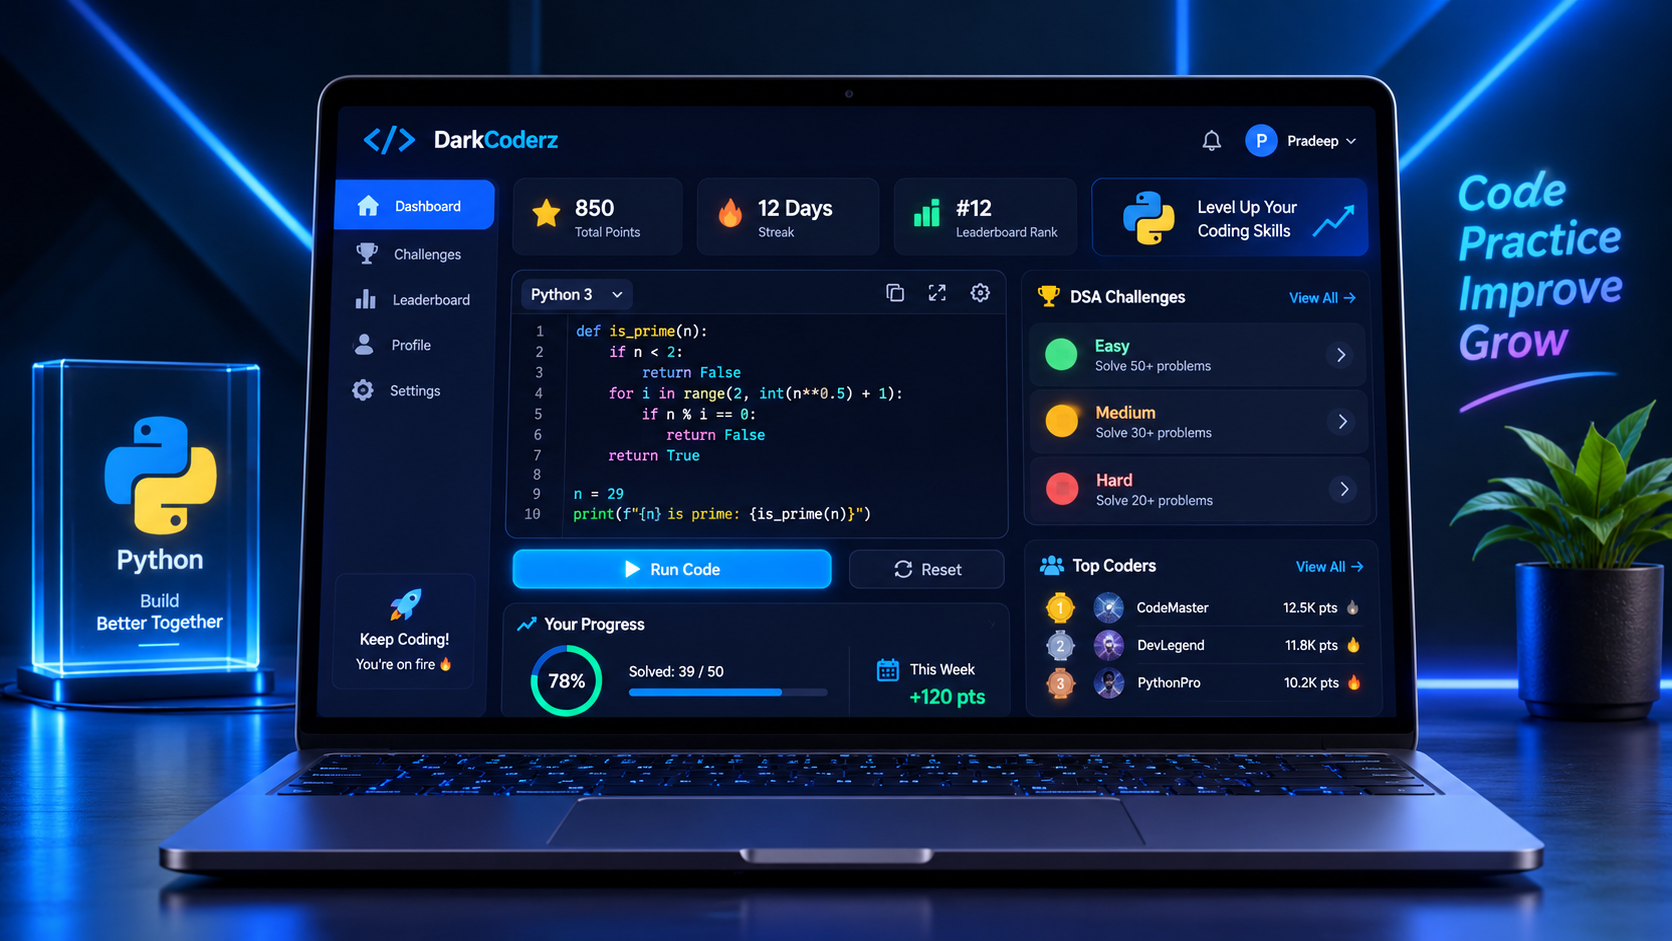 DarkCoderz
P
Pradeep
Dashboard
Challenges
Leaderboard
Profile
Settings
Keep Coding!
You're on fire
850
Total Points
12 Days
Streak
#12
Leaderboard Rank
Level Up Your
Coding Skills
Python 3
1 def is_prime(n):
2 if n < 2:
3 return False
4 for i in range(2, int(n**0.5) + 1):
5 if n % i == 0:
6 return False
7 return True
8
9 n = 29
10 print(f"{n} is prime: {is_prime(n)}")
Run Code
Reset
Your Progress
78%
Solved: 39 / 50
This Week
+120 pts
DSA Challenges
View All →
Easy
Solve 50+ problems
Medium
Solve 30+ problems
Hard
Solve 20+ problems
Top Coders
View All →
1 CodeMaster 12.5K pts
2 DevLegend 11.8K pts
3 PythonPro 10.2K pts
Python
Build
Better Together
Code
Practice
Improve
Grow